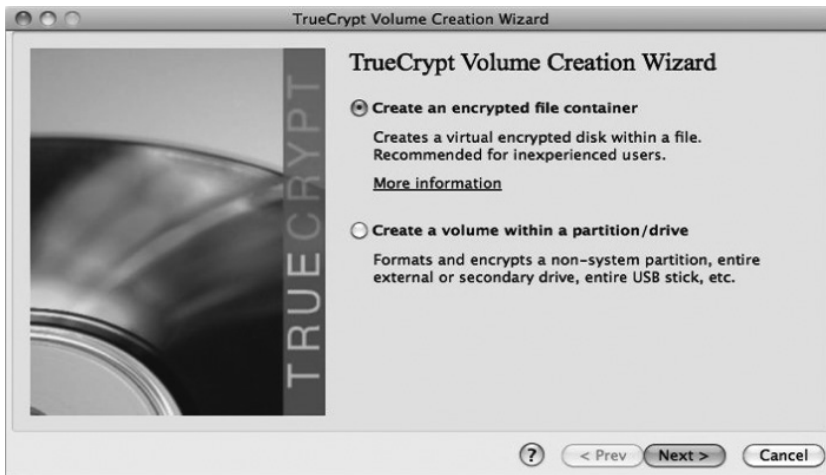 TrueCrypt Volume Creation Wizard
TRUECRYPT
TrueCrypt Volume Creation Wizard
Create an encrypted file container
Creates a virtual encrypted disk within a file.
Recommended for inexperienced users.
More information
Create a volume within a partition/drive
Formats and encrypts a non-system partition, entire
external or secondary drive, entire USB stick, etc.
? < Prev Next > Cancel